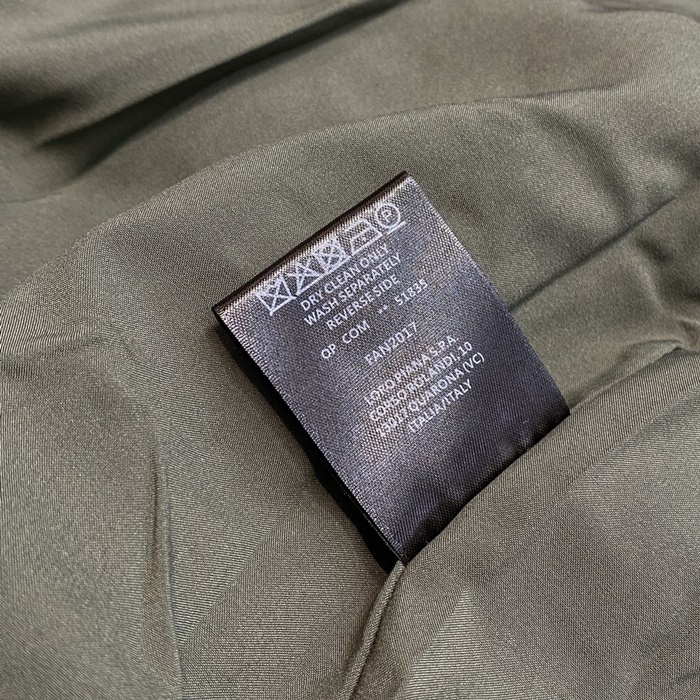 DRY CLEAN ONLY
WASH SEPARATELY
REVERSE SIDE
OP COM ** 51835
FAN2017
LORO PIANA S.P.A.
CORSO ROLANDI,10
13017 QUARONA (VC)
ITALIA/ITALY